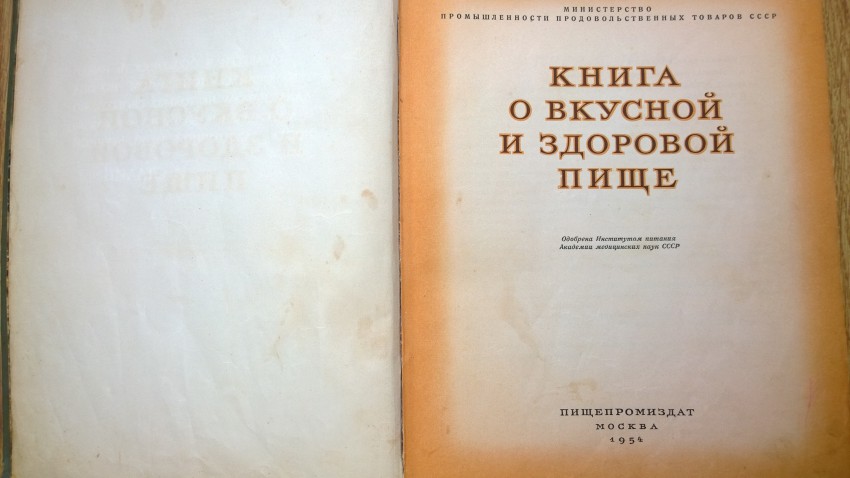 МИНИСТЕРСТВО
ПРОМЫШЛЕННОСТИ ПРОДОВОЛЬСТВЕННЫХ ТОВАРОВ СССР
КНИГА
О ВКУСНОЙ
И ЗДОРОВОЙ
ПИЩЕ
Одобрена Институтом питания
Академии медицинских наук СССР
ПИЩЕПРОМИЗДАТ
МОСКВА
1954